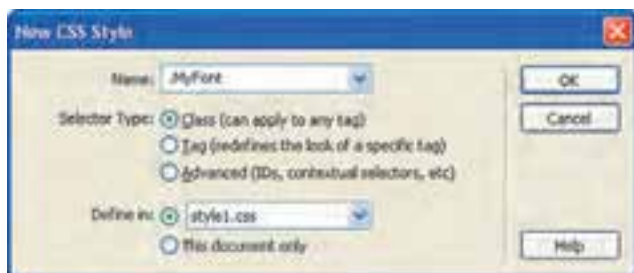 New CSS Style
Name: .MyFont
OK
Selector Type: Class (can apply to any tag)
Cancel
Tag (redefines the look of a specific tag)
Advanced (IDs, contextual selectors, etc)
Define in: style1.css
This document only
Help